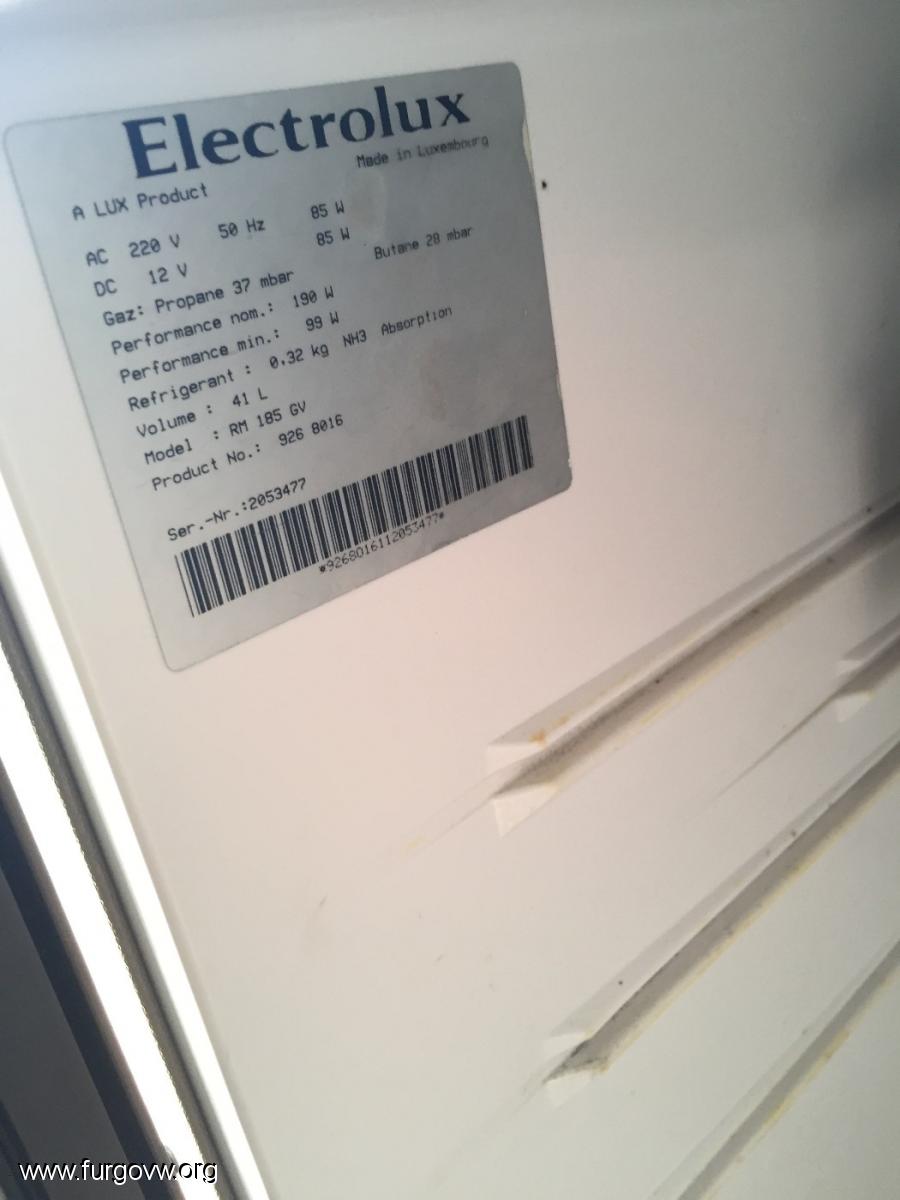 Electrolux
Made in Luxembourg
A LUX Product
AC 220 V 50 Hz 85 W
DC 12 V 85 W
Gaz: Propane 37 mbar Butane 28 mbar
Performance nom.: 190 W
Performance min.: 99 W
Refrigerant : 0.32 kg NH3 Absorption
Volume : 41 L
Model : RM 185 GV
Product No.: 926 8016
Ser.-Nr.:2053477
*9268016112053477*
www.furgovw.org